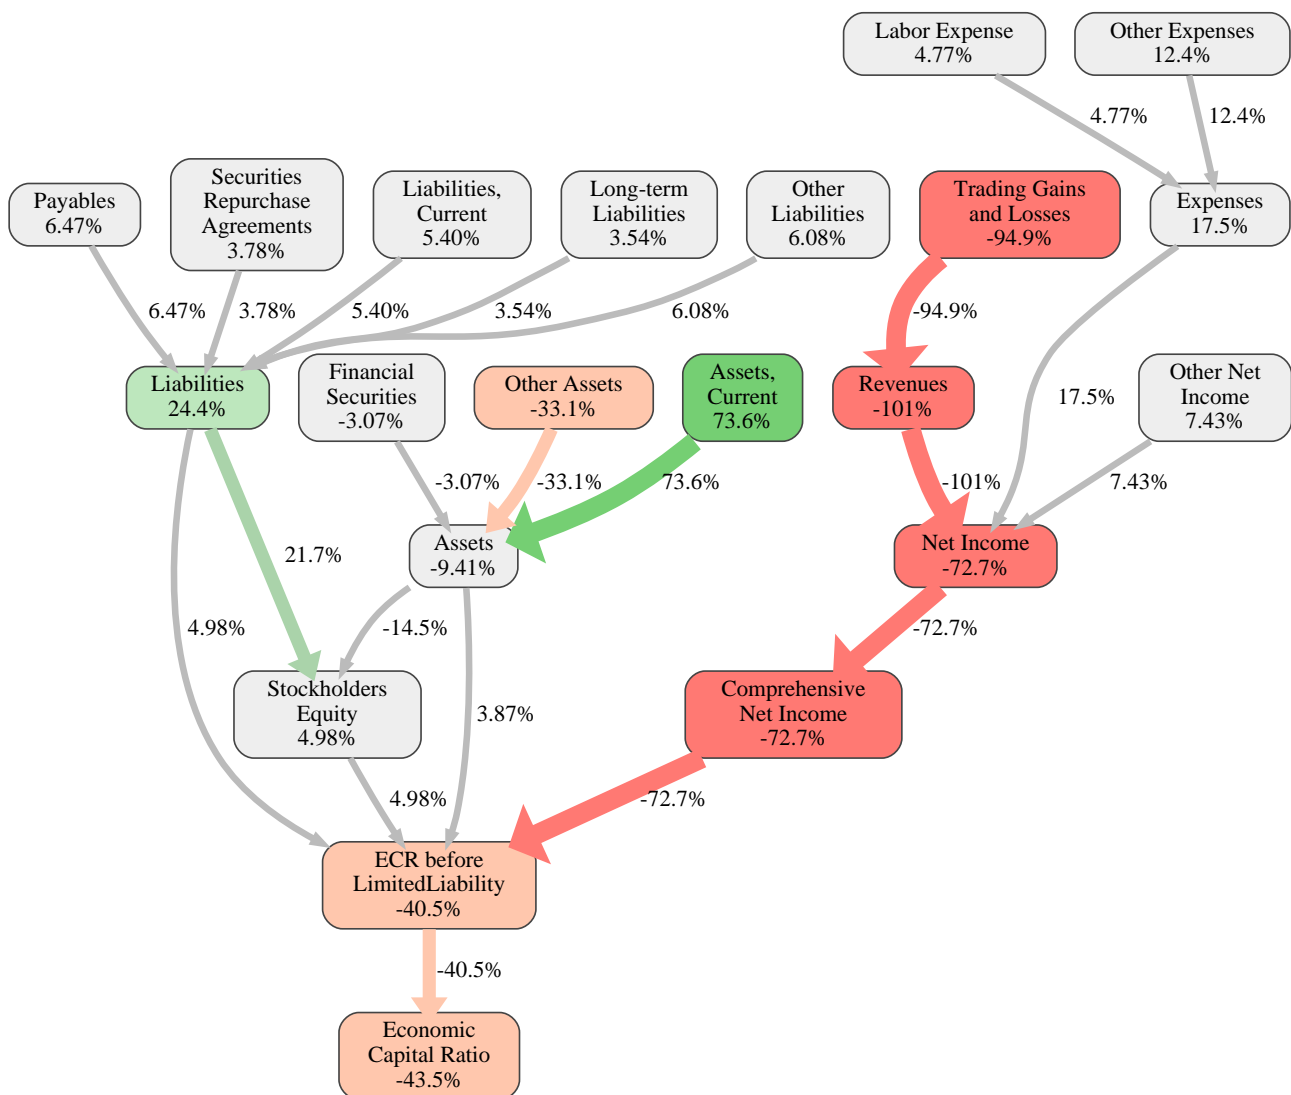 Labor Expense
4.77%
Other Expenses
12.4%
4.77%
12.4%
Payables
6.47%
Securities
Repurchase
Agreements
3.78%
Liabilities,
Current
5.40%
Long-term
Liabilities
3.54%
Other
Liabilities
6.08%
Trading Gains
and Losses
-94.9%
Expenses
17.5%
6.47%
3.78%
5.40%
3.54%
6.08%
-94.9%
17.5%
Liabilities
24.4%
Financial
Securities
-3.07%
Other Assets
-33.1%
Assets,
Current
73.6%
Revenues
-101%
Other Net
Income
7.43%
-3.07%
-33.1%
73.6%
-101%
7.43%
21.7%
Assets
-9.41%
Net Income
-72.7%
4.98%
-14.5%
3.87%
-72.7%
Stockholders
Equity
4.98%
Comprehensive
Net Income
-72.7%
4.98%
-72.7%
ECR before
LimitedLiability
-40.5%
-40.5%
Economic
Capital Ratio
-43.5%